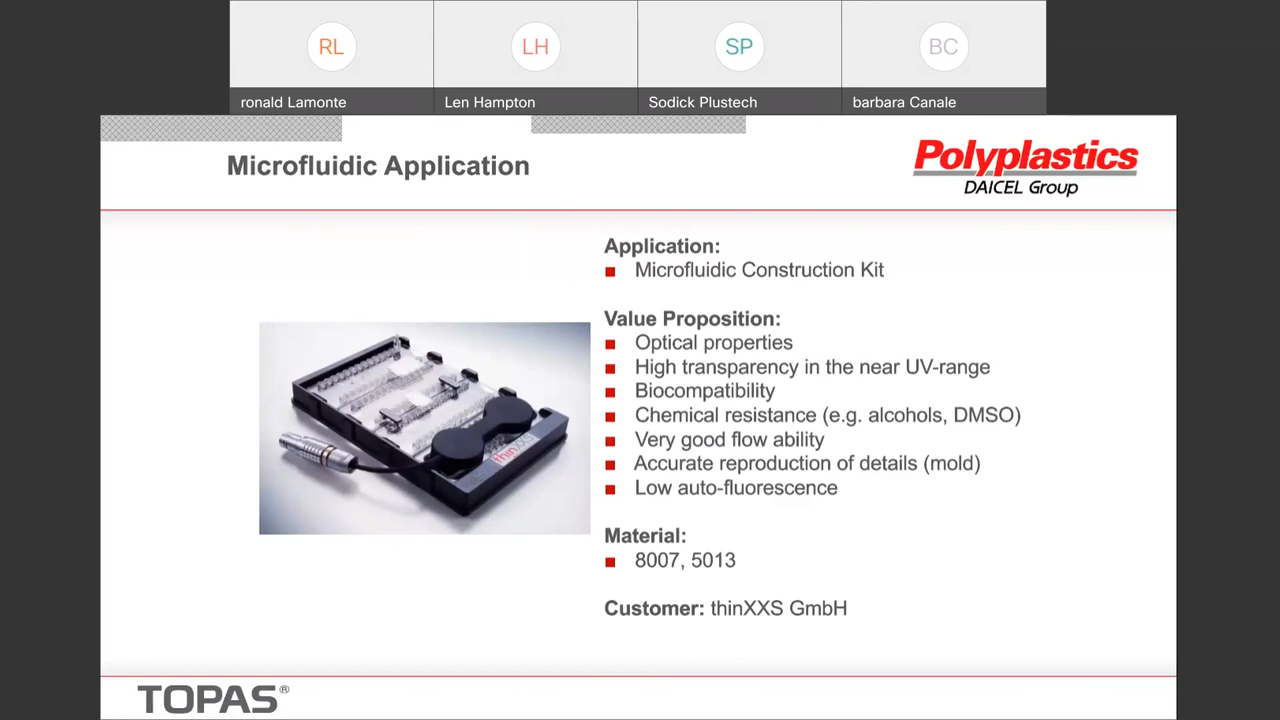 RL
LH
SP
BC
ronald Lamonte
Len Hampton
Sodick Plustech
barbara Canale
Microfluidic Application
Polyplastics
DAICEL Group
Application:
Microfluidic Construction Kit
Value Proposition:
Optical properties
High transparency in the near UV-range
Biocompatibility
Chemical resistance (e.g. alcohols, DMSO)
Very good flow ability
Accurate reproduction of details (mold)
Low auto-fluorescence
Material:
8007, 5013
Customer: thinXXS GmbH
thinXXS
TOPAS®